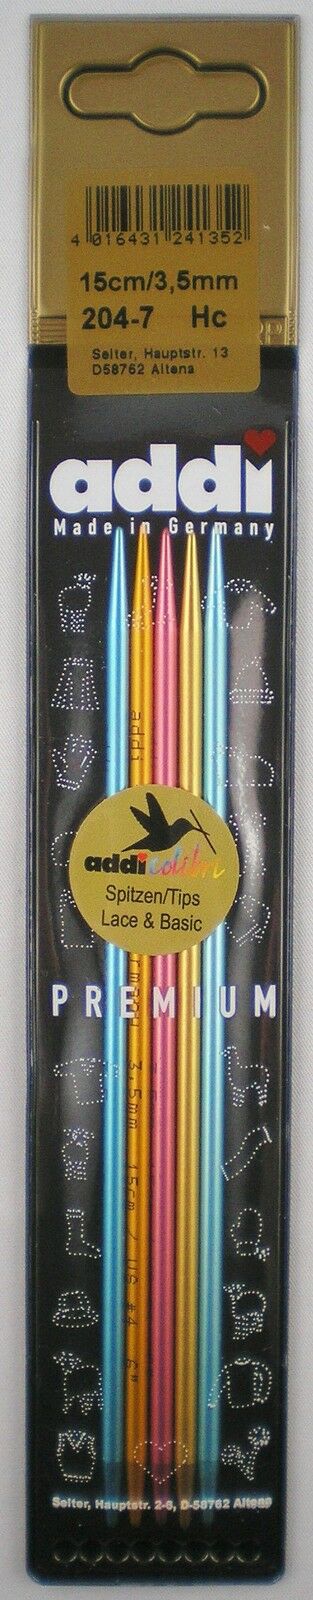 4 016431 241352
15cm/3,5mm
204-7 Hc
Selter, Hauptstr. 13
D58762 Altena
addi
Made in Germany
addi
addicolibri
Spitzen/Tips
Lace & Basic
PREMIUM
3,5mm 15cm / US #4 6"
Selter, Hauptstr. 2-6, D-58762 Altena